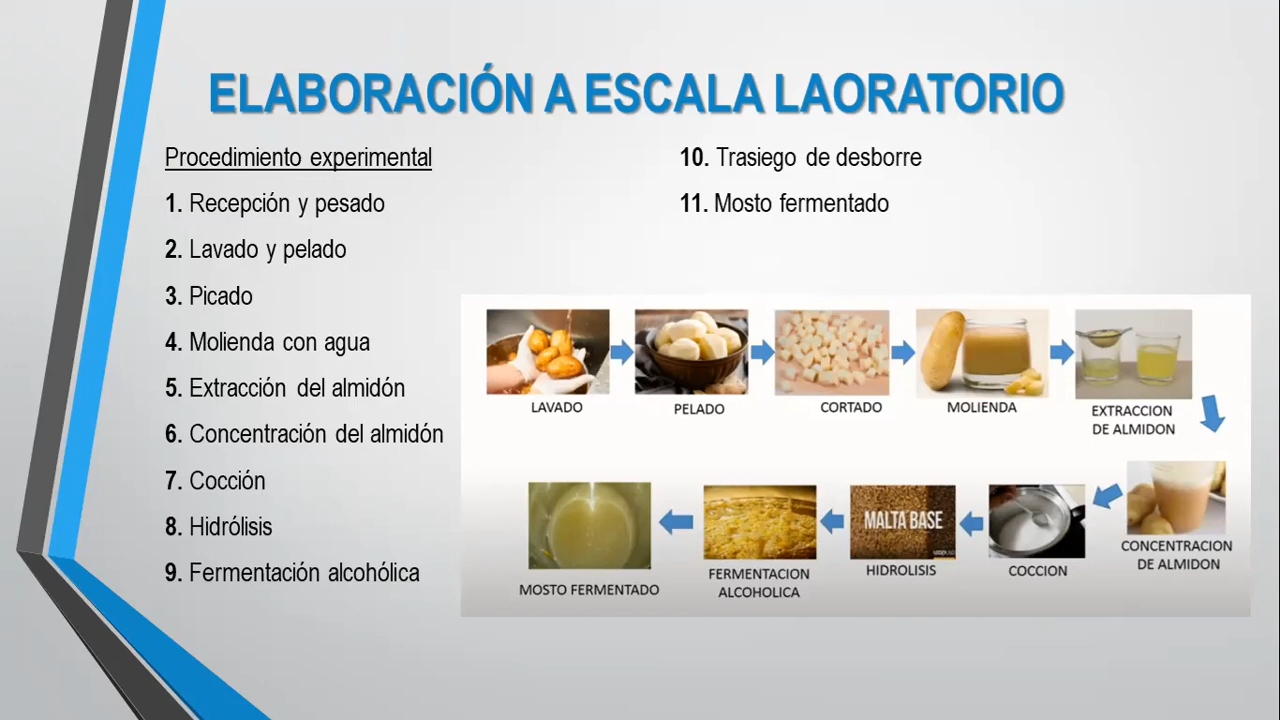 ELABORACIÓN A ESCALA LAORATORIO
Procedimiento experimental
1. Recepción y pesado
2. Lavado y pelado
3. Picado
4. Molienda con agua
5. Extracción del almidón
6. Concentración del almidón
7. Cocción
8. Hidrólisis
9. Fermentación alcohólica
10. Trasiego de desborre
11. Mosto fermentado
LAVADO
PELADO
CORTADO
MOLIENDA
EXTRACCION
DE ALMIDON
CONCENTRACION
DE ALMIDON
COCCION
MALTA BASE
HIDROLISIS
FERMENTACION
ALCOHOLICA
MOSTO FERMENTADO